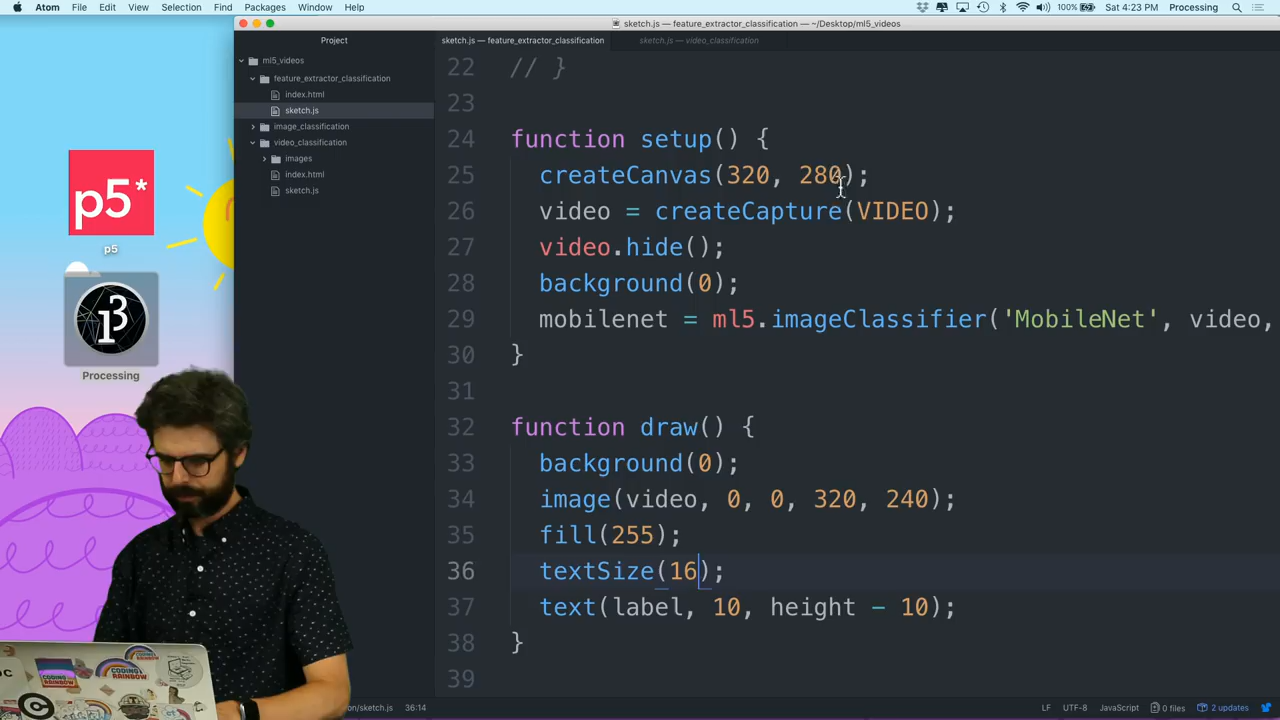 Atom File Edit View Selection Find Packages Window Help 100% Sat 4:23 PM Processing
sketch.js — feature_extractor_classification — ~/Desktop/ml5_videos
Project
sketch.js — feature_extractor_classification sketch.js — video_classification
ml5_videos
feature_extractor_classification
index.html
sketch.js
image_classification
video_classification
images
index.html
sketch.js
p5*
p5
Processing
22 // }
23
24 function setup() {
25 createCanvas(320, 280);
26 video = createCapture(VIDEO);
27 video.hide();
28 background(0);
29 mobilenet = ml5.imageClassifier('MobileNet', video,
30 }
31
32 function draw() {
33 background(0);
34 image(video, 0, 0, 320, 240);
35 fill(255);
36 textSize(16);
37 text(label, 10, height - 10);
38 }
39
on/sketch.js 36:14 LF UTF-8 JavaScript 0 files 2 updates
CODING
RAINBOW